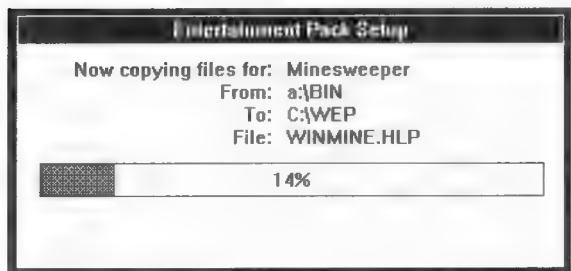 Entertainment Pack Setup
Now copying files for: Minesweeper
From: a:\BIN
To: C:\WEP
File: WINMINE.HLP
14%